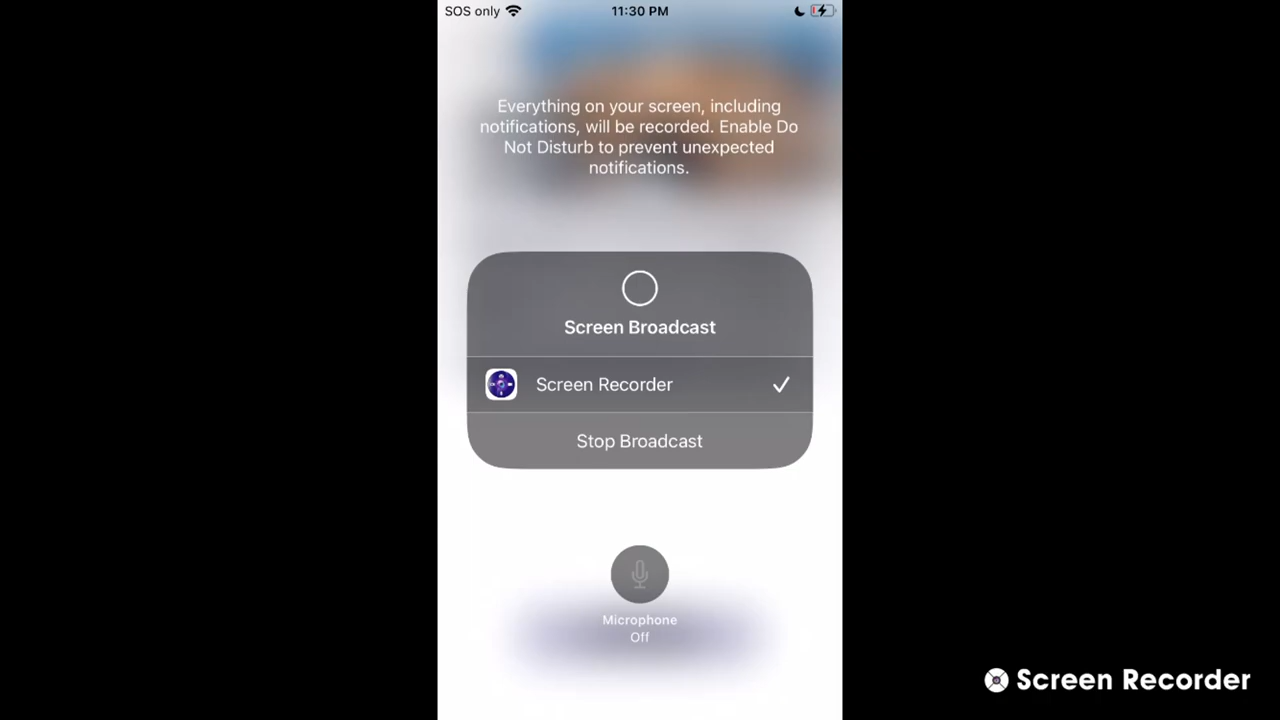 SOS only
11:30 PM
Everything on your screen, including
notifications, will be recorded. Enable Do
Not Disturb to prevent unexpected
notifications.
Screen Broadcast
Screen Recorder
Stop Broadcast
Microphone
Off
Screen Recorder